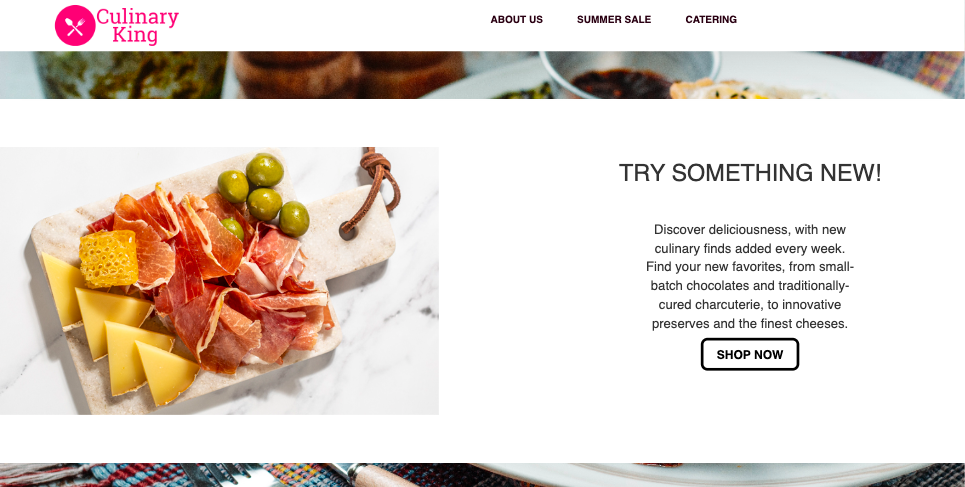 Culinary
King
ABOUT US
SUMMER SALE
CATERING
TRY SOMETHING NEW!
Discover deliciousness, with new
culinary finds added every week.
Find your new favorites, from small-
batch chocolates and traditionally-
cured charcuterie, to innovative
preserves and the finest cheeses.
SHOP NOW